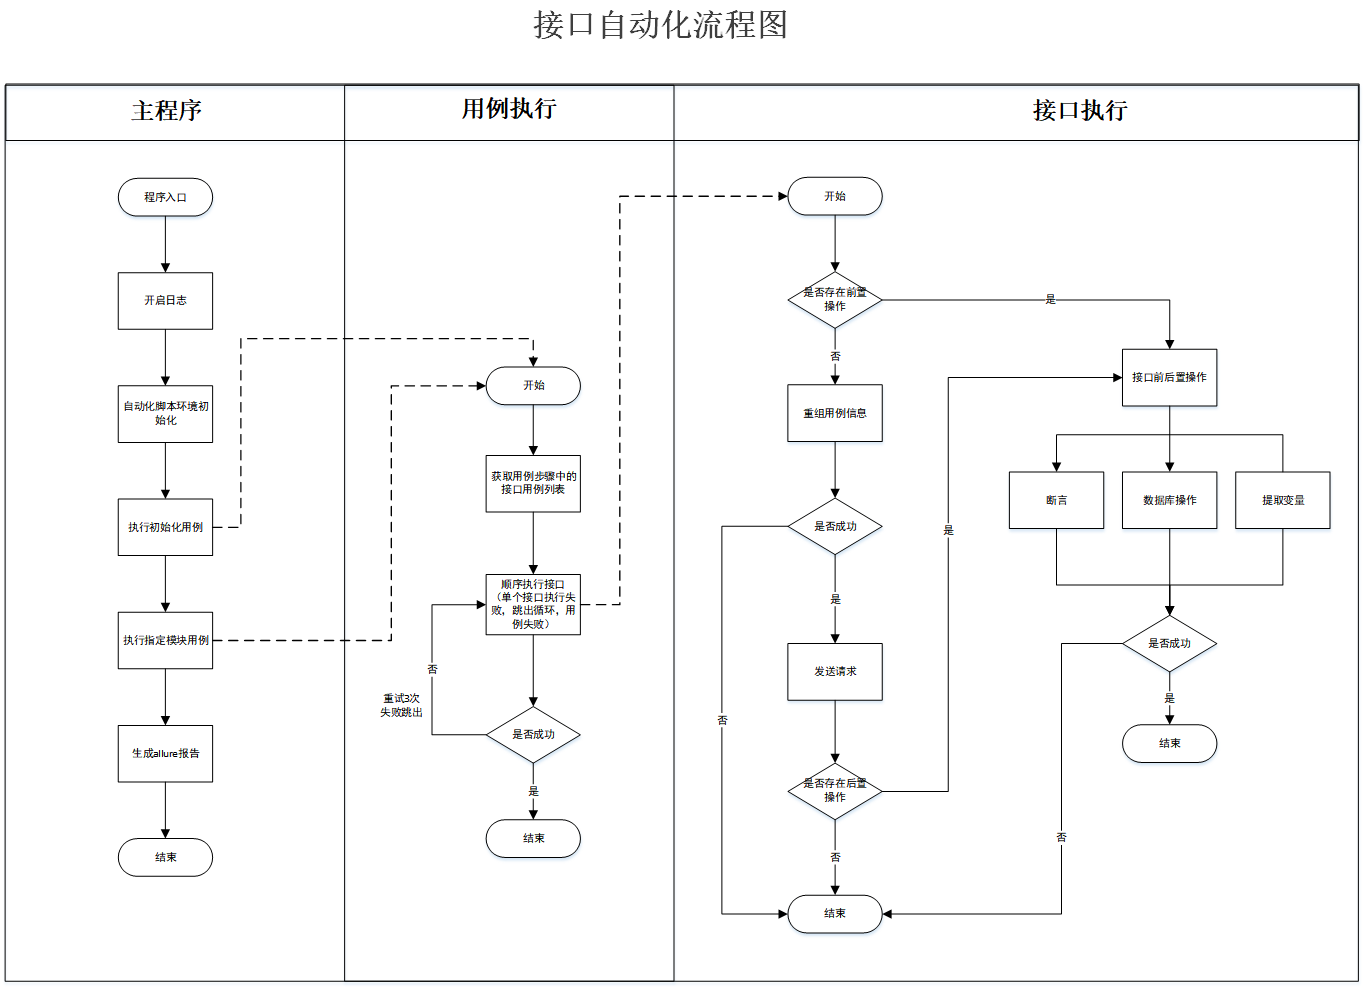 接口自动化流程图
主程序
用例执行
接口执行
程序入口
开启日志
自动化脚本环境初
始化
执行初始化用例
执行指定模块用例
生成allure报告
结束
开始
获取用例步骤中的
接口用例列表
顺序执行接口
（单个接口执行失
败，跳出循环，用
例失败）
否
重试3次
失败跳出
是否成功
是
结束
开始
是否存在前置
操作
是
否
重组用例信息
是否成功
否
是
发送请求
是否存在后置
操作
是
否
结束
接口前后置操作
断言
数据库操作
提取变量
是否成功
是
否
结束